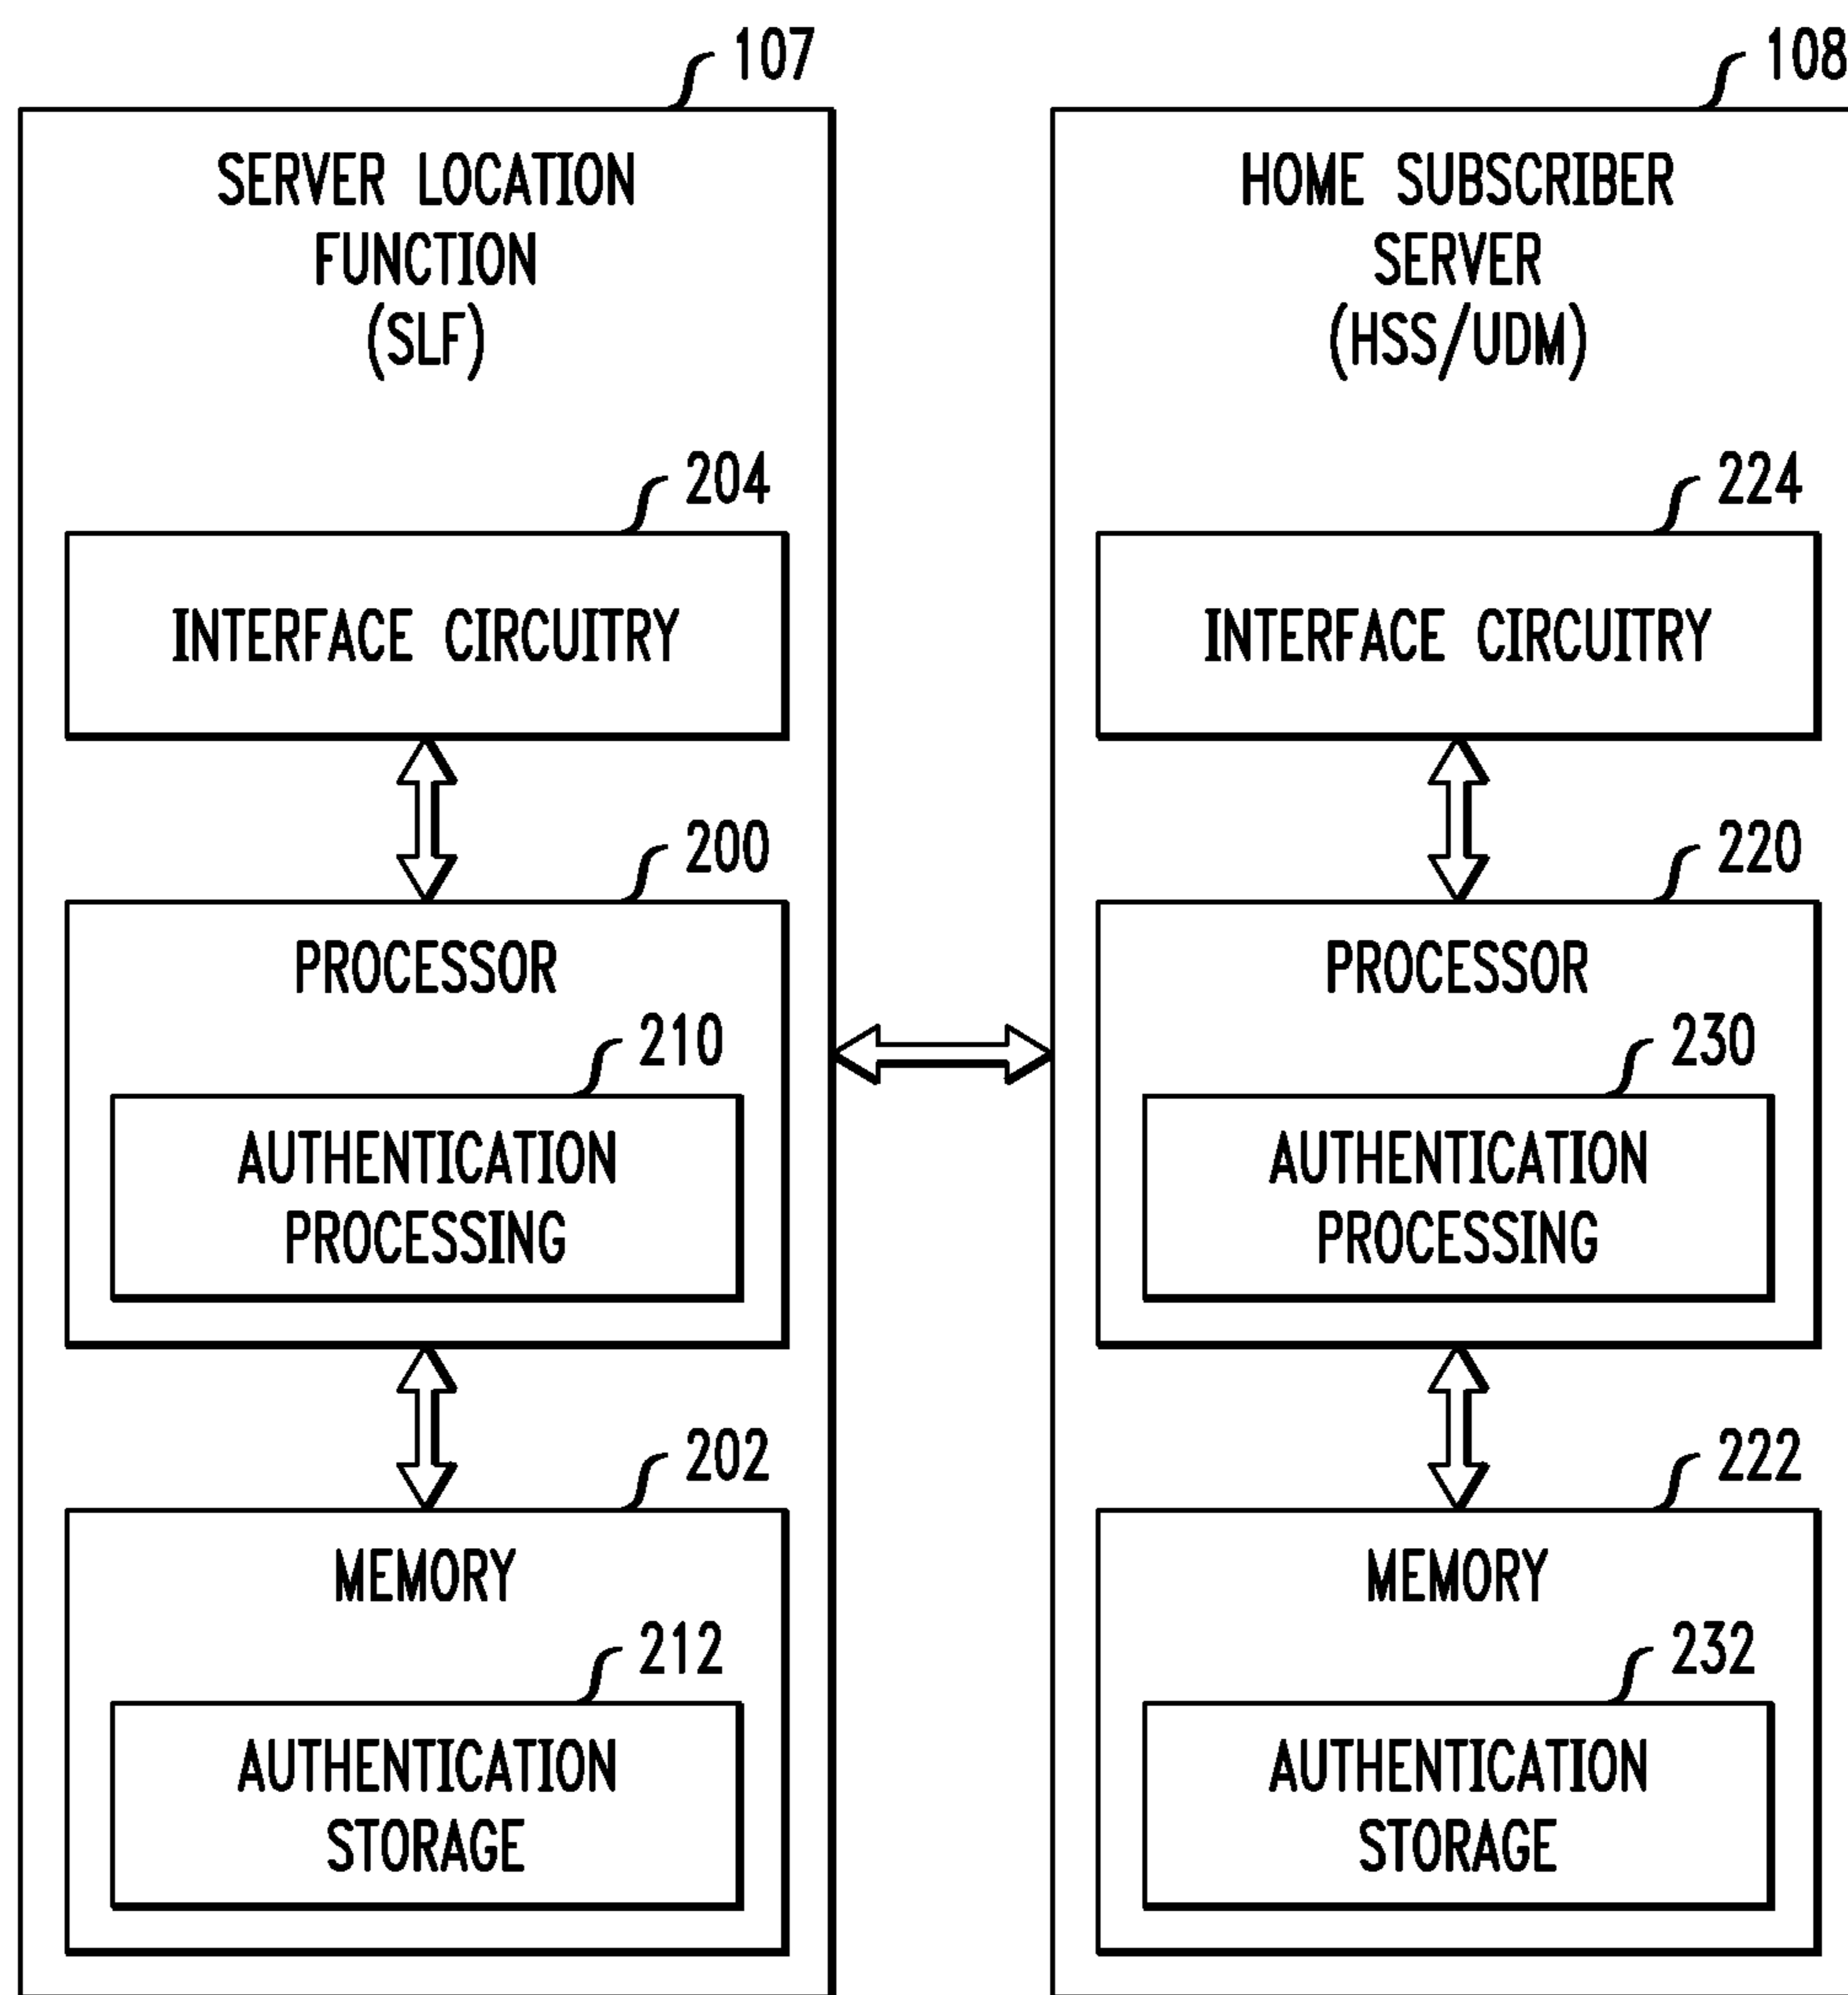 107
SERVER LOCATION
FUNCTION
(SLF)
204
INTERFACE CIRCUITRY
200
PROCESSOR
210
AUTHENTICATION
PROCESSING
202
MEMORY
212
AUTHENTICATION
STORAGE
108
HOME SUBSCRIBER
SERVER
(HSS/UDM)
224
INTERFACE CIRCUITRY
220
PROCESSOR
230
AUTHENTICATION
PROCESSING
222
MEMORY
232
AUTHENTICATION
STORAGE